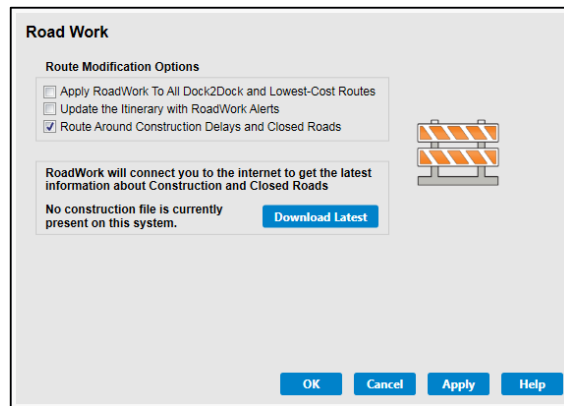 Road Work
Route Modification Options
Apply RoadWork To All Dock2Dock and Lowest-Cost Routes
Update the Itinerary with RoadWork Alerts
Route Around Construction Delays and Closed Roads
RoadWork will connect you to the internet to get the latest
information about Construction and Closed Roads
No construction file is currently
present on this system.
Download Latest
OK
Cancel
Apply
Help